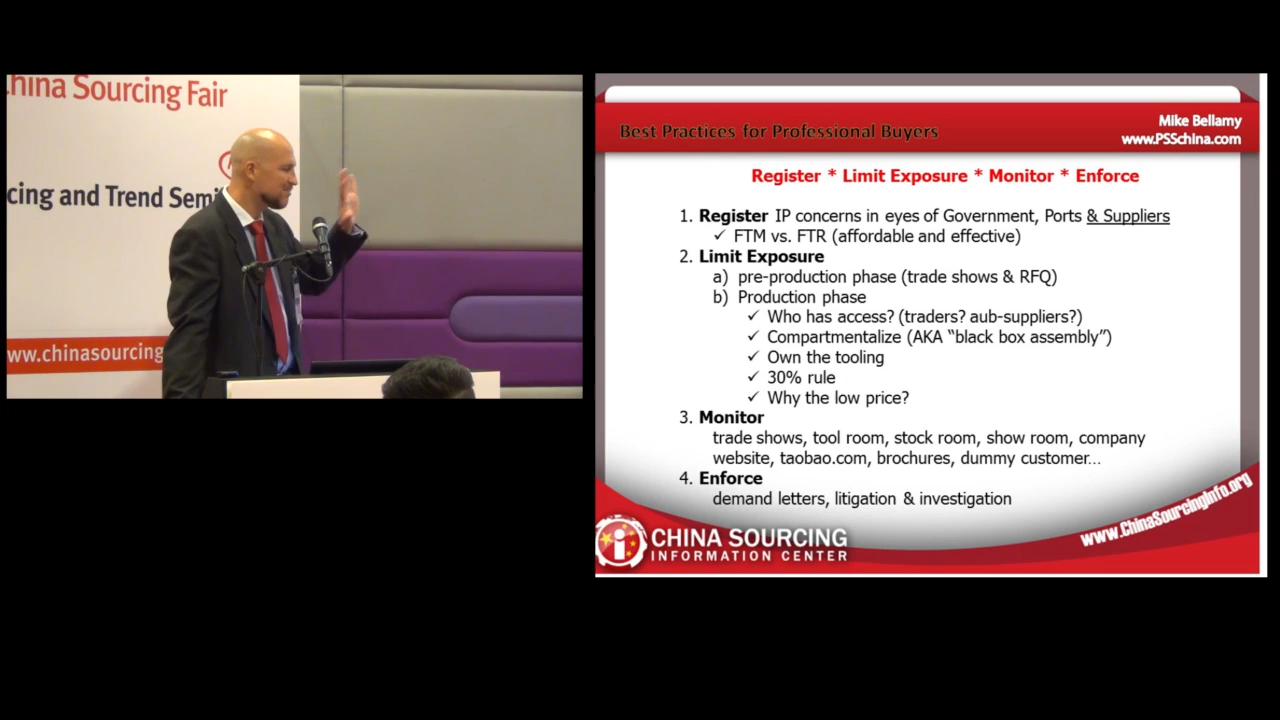 hina Sourcing Fair
cing and Trend Semi
www.chinasourcing
Best Practices for Professional Buyers
Mike Bellamy
www.PSSchina.com
Register * Limit Exposure * Monitor * Enforce
1. Register IP concerns in eyes of Government, Ports & Suppliers
✓ FTM vs. FTR (affordable and effective)
2. Limit Exposure
a) pre-production phase (trade shows & RFQ)
b) Production phase
✓ Who has access? (traders? aub-suppliers?)
✓ Compartmentalize (AKA “black box assembly”)
✓ Own the tooling
✓ 30% rule
✓ Why the low price?
3. Monitor
trade shows, tool room, stock room, show room, company
website, taobao.com, brochures, dummy customer…
4. Enforce
demand letters, litigation & investigation
www.ChinaSourcingInfo.org
CHINA SOURCING
INFORMATION CENTER